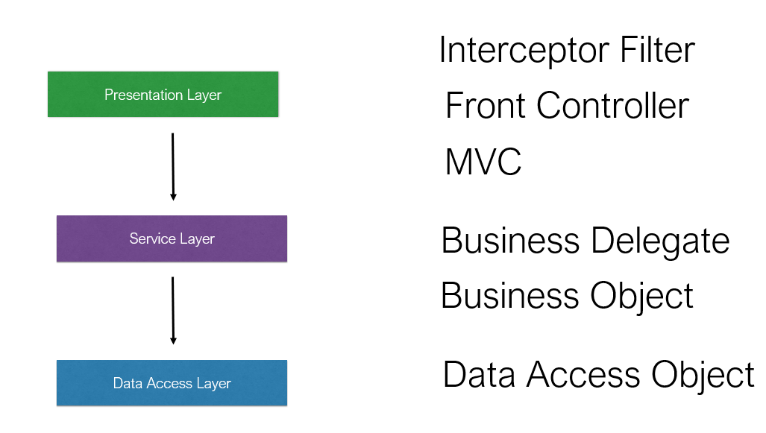 Interceptor Filter
Presentation Layer
Front Controller
MVC
Service Layer
Business Delegate
Business Object
Data Access Layer
Data Access Object